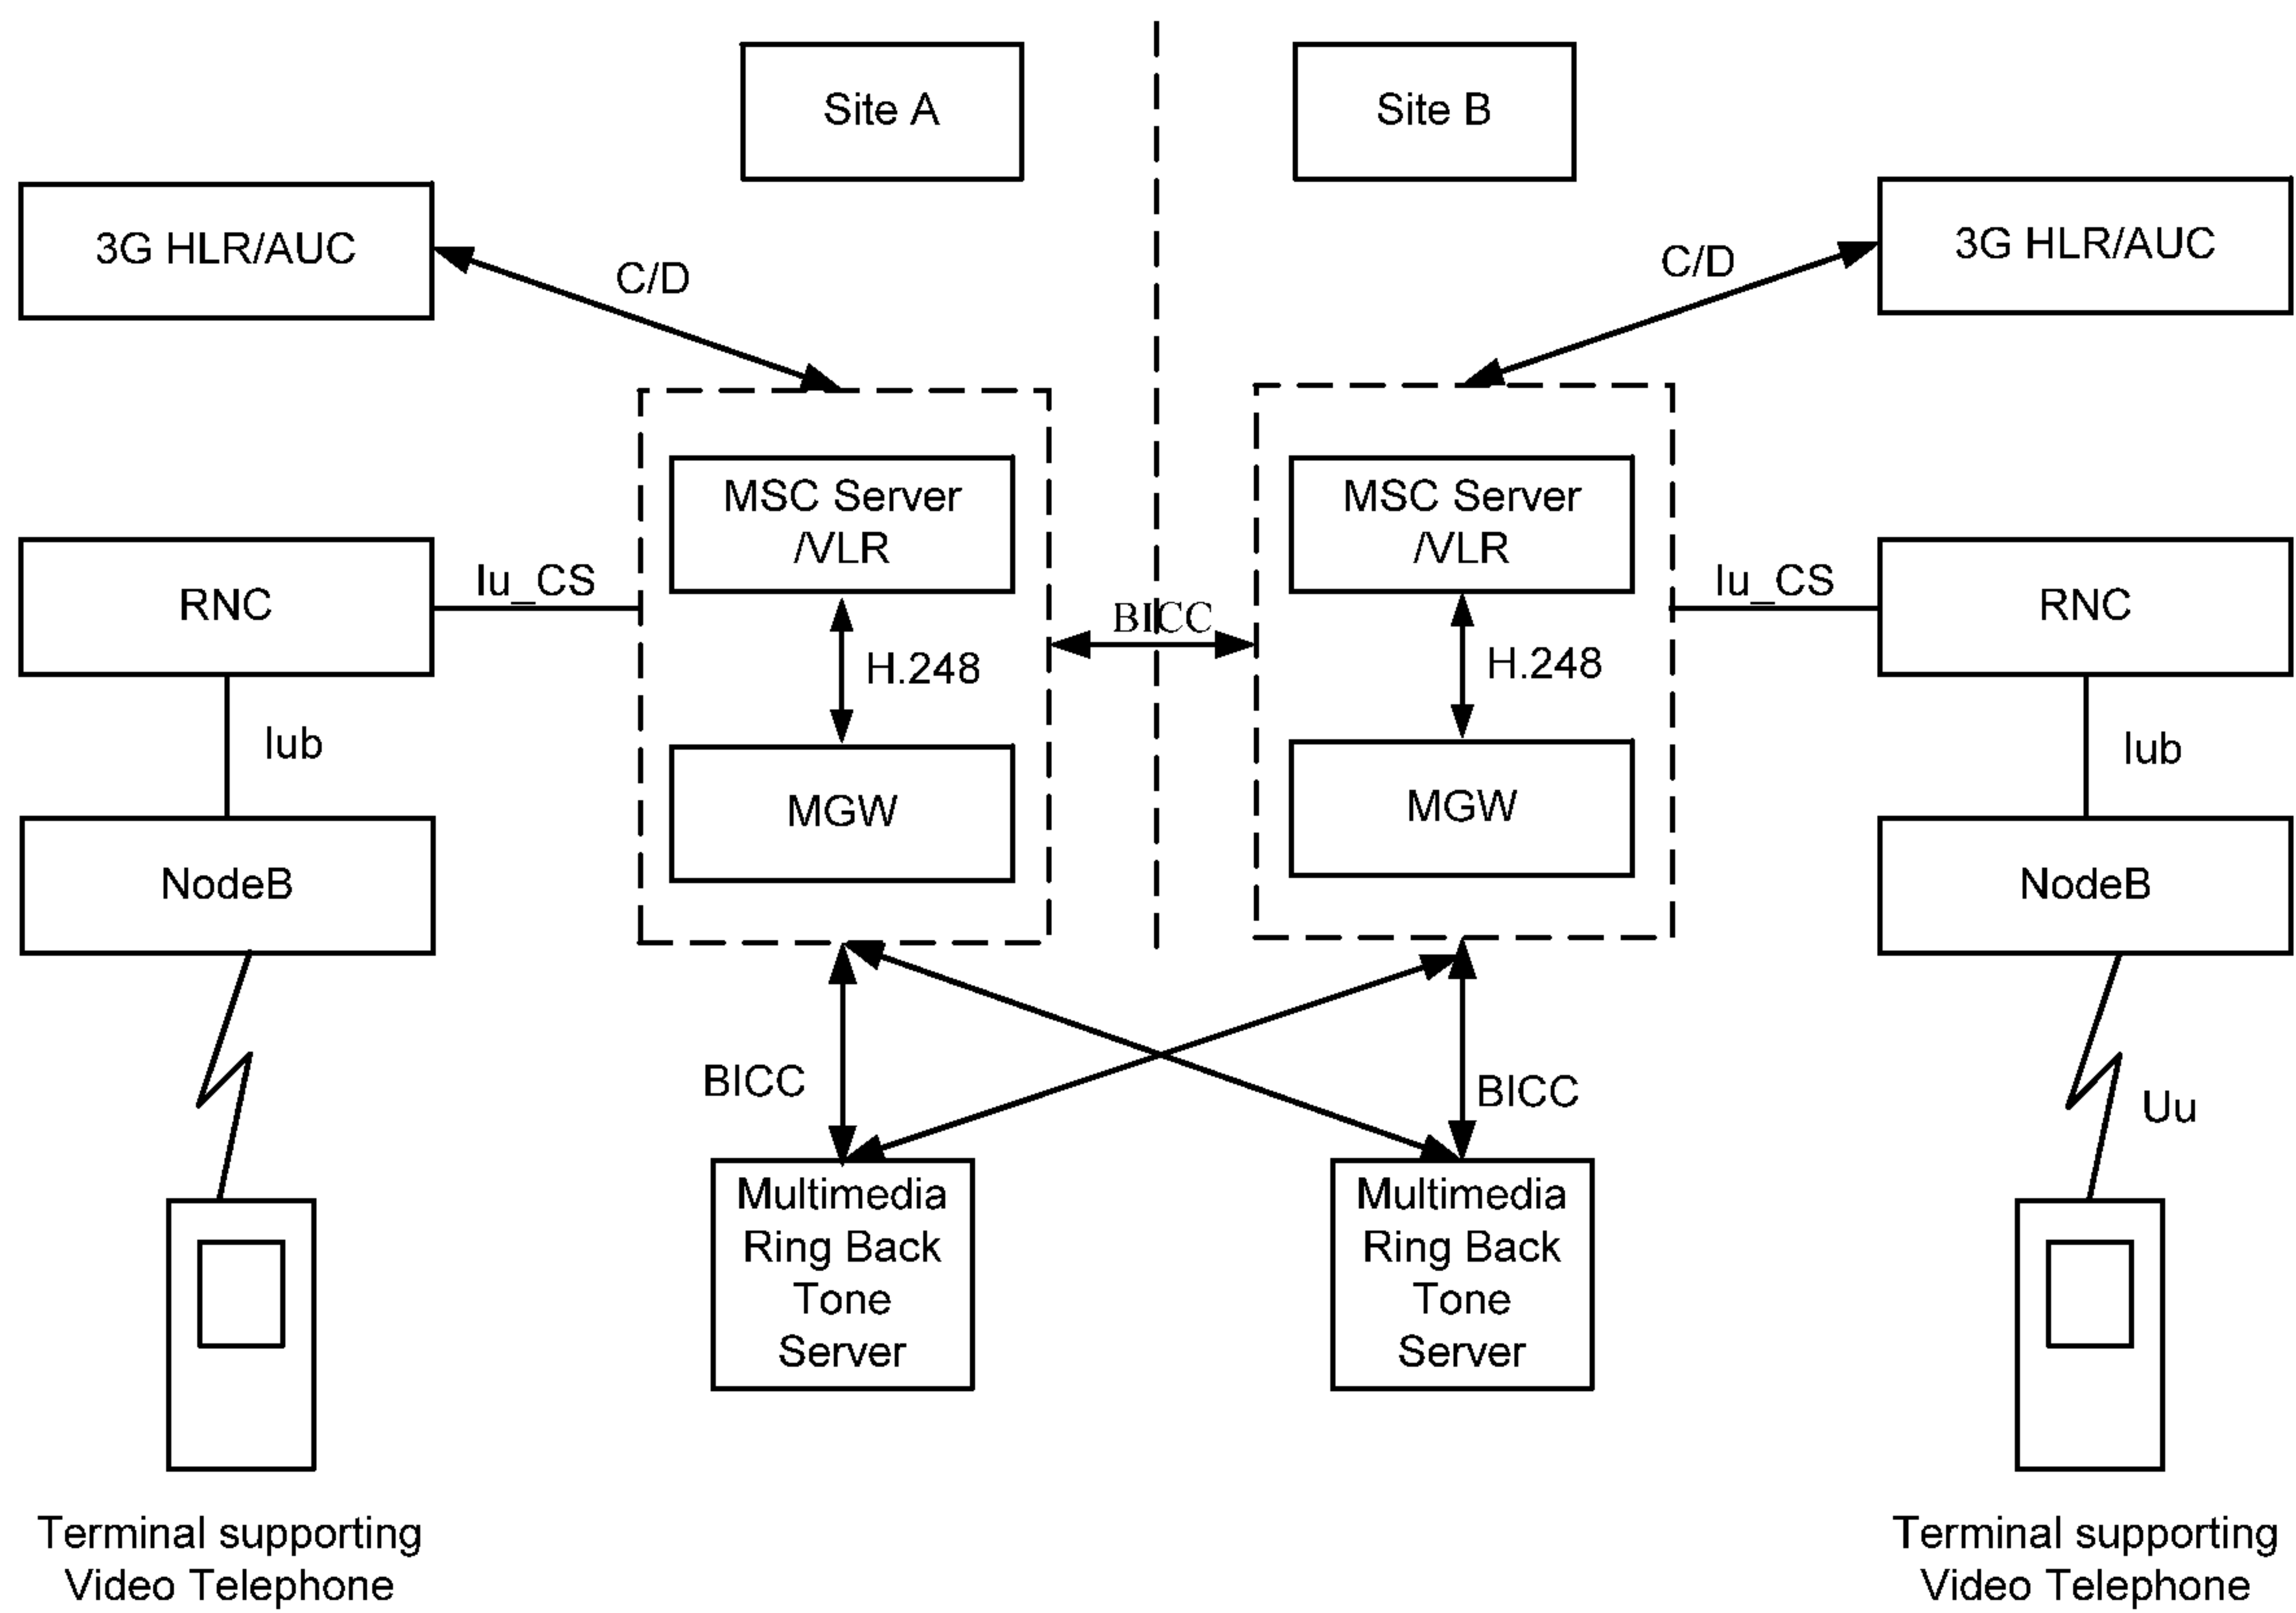 Site A
Site B
3G HLR/AUC
C/D
C/D
3G HLR/AUC
MSC Server
/VLR
MSC Server
/VLR
RNC
Iu_CS
BICC
Iu_CS
RNC
H.248
H.248
Iub
Iub
MGW
MGW
NodeB
NodeB
BICC
BICC
Uu
Multimedia
Ring Back
Tone
Server
Multimedia
Ring Back
Tone
Server
Terminal supporting
Video Telephone
Terminal supporting
Video Telephone